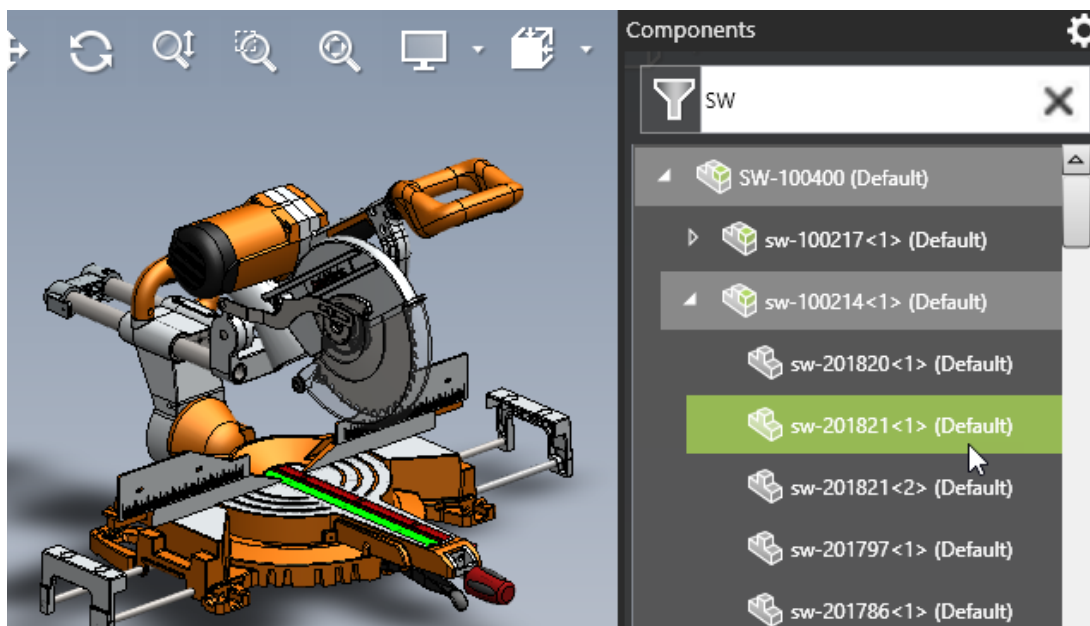 Components
SW
SW-100400 (Default)
sw-100217<1> (Default)
sw-100214<1> (Default)
sw-201820<1> (Default)
sw-201821<1> (Default)
sw-201821<2> (Default)
sw-201797<1> (Default)
sw-201786<1> (Default)